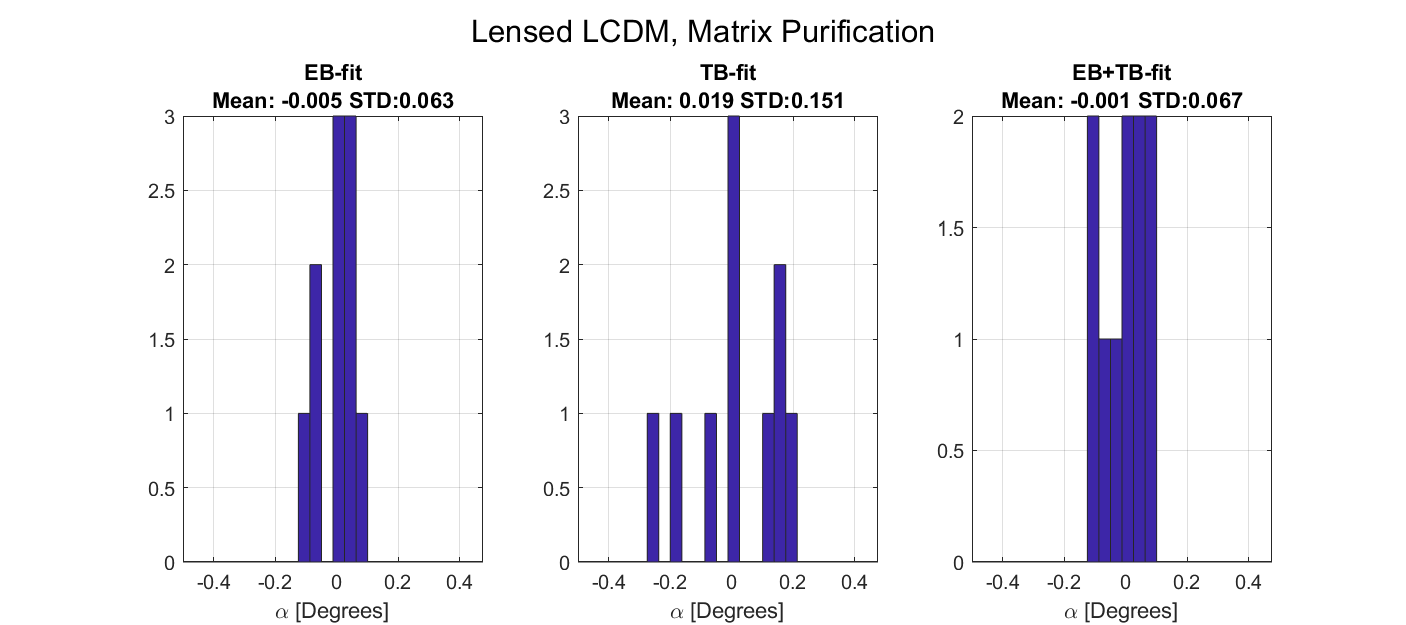 Lensed LCDM, Matrix Purification
EB-fit
Mean: -0.005 STD:0.063
3
2.5
2
1.5
1
0.5
0
-0.4 -0.2 0 0.2 0.4
α [Degrees]
TB-fit
Mean: 0.019 STD:0.151
3
2.5
2
1.5
1
0.5
0
-0.4 -0.2 0 0.2 0.4
α [Degrees]
EB+TB-fit
Mean: -0.001 STD:0.067
2
1.5
1
0.5
0
-0.4 -0.2 0 0.2 0.4
α [Degrees]